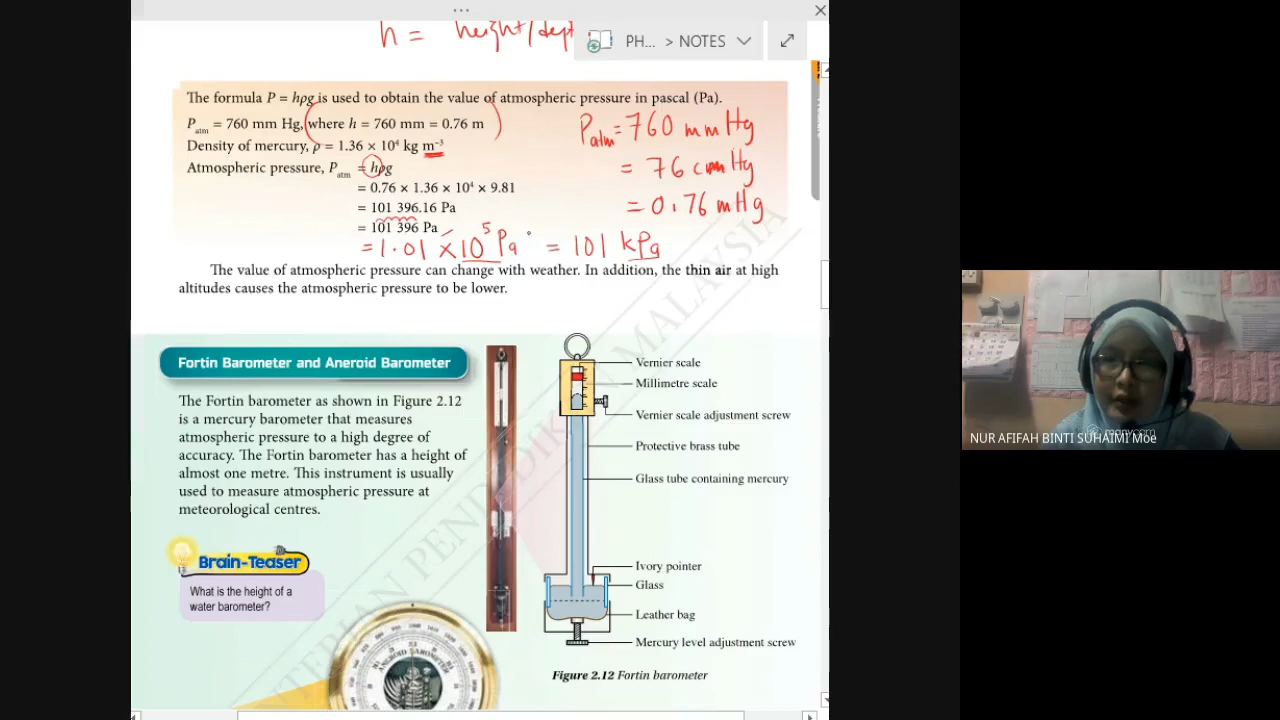 h = height/dept
PH... > NOTES
The formula P = hρg is used to obtain the value of atmospheric pressure in pascal (Pa).
Patm = 760 mm Hg, where h = 760 mm = 0.76 m
Density of mercury, ρ = 1.36 × 10⁴ kg m⁻³
Atmospheric pressure, Patm = hρg
= 0.76 × 1.36 × 10⁴ × 9.81
= 101 396.16 Pa
= 101 396 Pa
= 1.01 × 10⁵ Pa = 101 kPa
Patm = 760 mmHg
= 76 cmHg
= 0.76 mHg
The value of atmospheric pressure can change with weather. In addition, the thin air at high
altitudes causes the atmospheric pressure to be lower.
Fortin Barometer and Aneroid Barometer
The Fortin barometer as shown in Figure 2.12
is a mercury barometer that measures
atmospheric pressure to a high degree of
accuracy. The Fortin barometer has a height of
almost one metre. This instrument is usually
used to measure atmospheric pressure at
meteorological centres.
Brain-Teaser
What is the height of a
water barometer?
ANEROID BAROMETER
Vernier scale
Millimetre scale
Vernier scale adjustment screw
Protective brass tube
Glass tube containing mercury
Ivory pointer
Glass
Leather bag
Mercury level adjustment screw
Figure 2.12 Fortin barometer
NUR AFIFAH BINTI SUHAIMI Moe